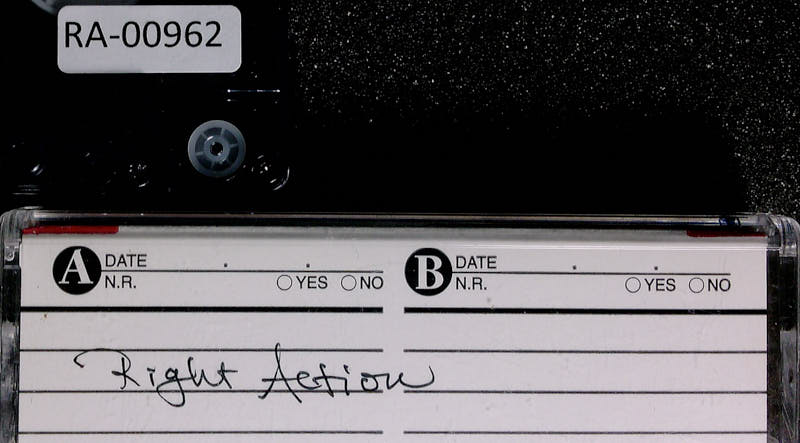 RA-00962
A DATE . . B DATE . .
N.R. YES NO N.R. YES NO
Right Action